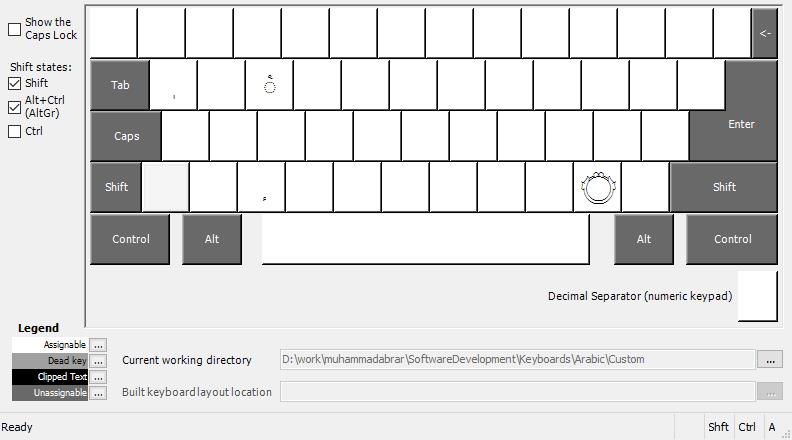 Show the
Caps Lock
<-
Shift states:
Shift
Alt+Ctrl
(AltGr)
Ctrl
Tab
Enter
Caps
Shift
Shift
Control
Alt
Alt
Control
Decimal Separator (numeric keypad)
Legend
Assignable ...
Dead key ...
Clipped Text ...
Unassignable ...
Current working directory D:\work\muhammadabrar\SoftwareDevelopment\Keyboards\Arabic\Custom ...
Built keyboard layout location ...
Ready Shft Ctrl A